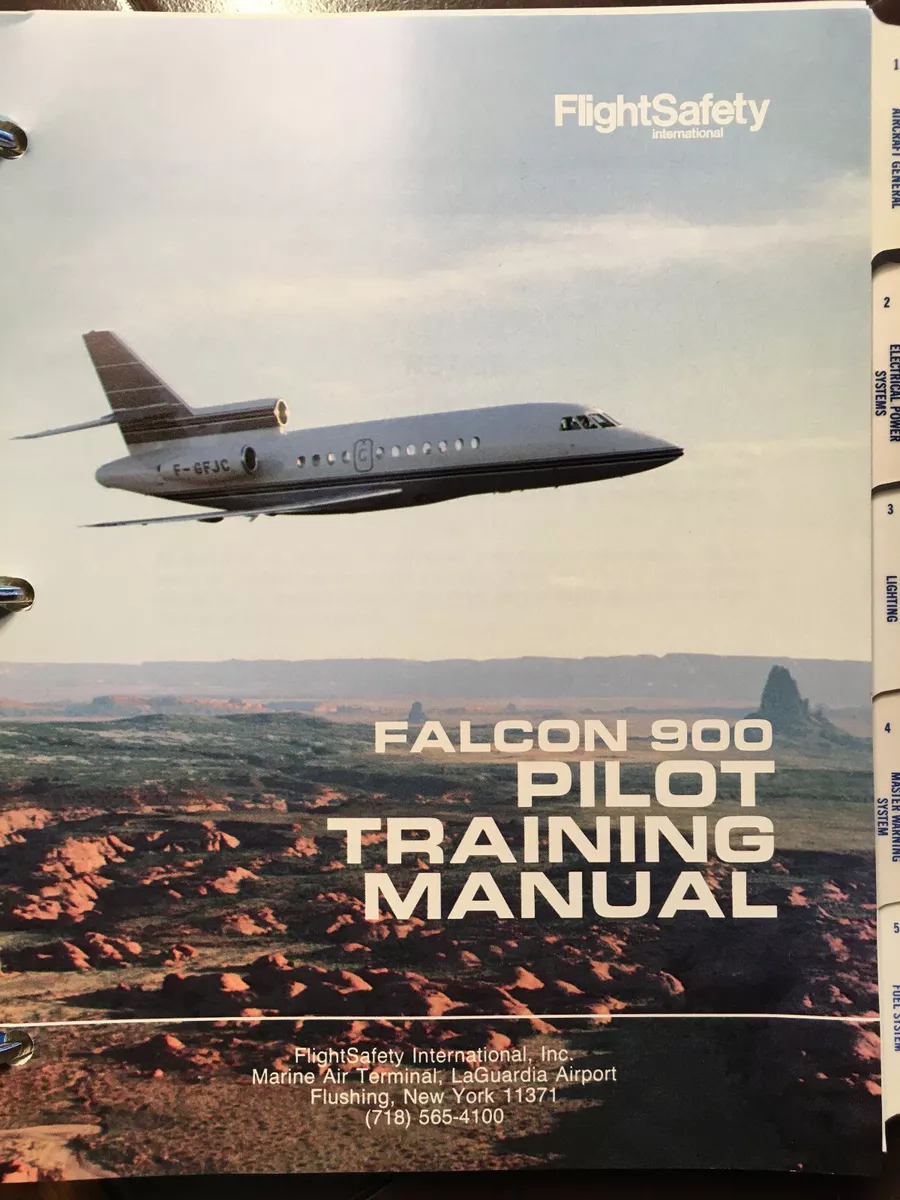 FlightSafety
international
1
AIRCRAFT GENERAL
2
ELECTRICAL POWER
SYSTEMS
3
LIGHTING
4
MASTER WARNING
SYSTEM
5
FUEL SYSTEM
F-GFJC
FALCON 900
PILOT
TRAINING
MANUAL
FlightSafety International, Inc.
Marine Air Terminal, LaGuardia Airport
Flushing, New York 11371
(718) 565-4100